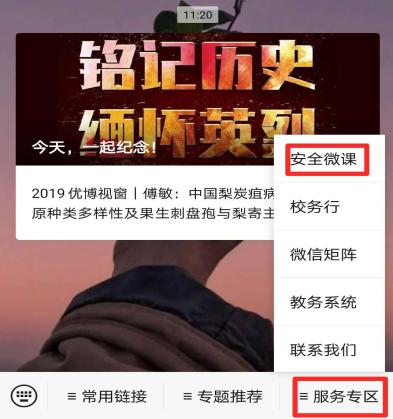 11:20
铭记历史
缅怀英烈
今天，一起纪念！
2019 优博视窗｜傅敏：中国梨炭疽病
原种类多样性及果生刺盘孢与梨寄主
安全微课
校务行
微信矩阵
教务系统
联系我们
≡ 常用链接
≡ 专题推荐
≡ 服务专区